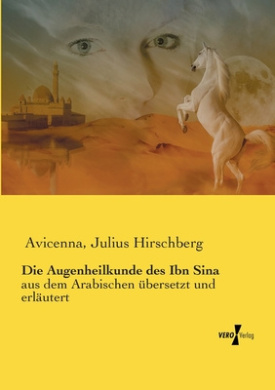 Avicenna, Julius Hirschberg
Die Augenheilkunde des Ibn Sina
aus dem Arabischen übersetzt und
erläutert
VERO Verlag